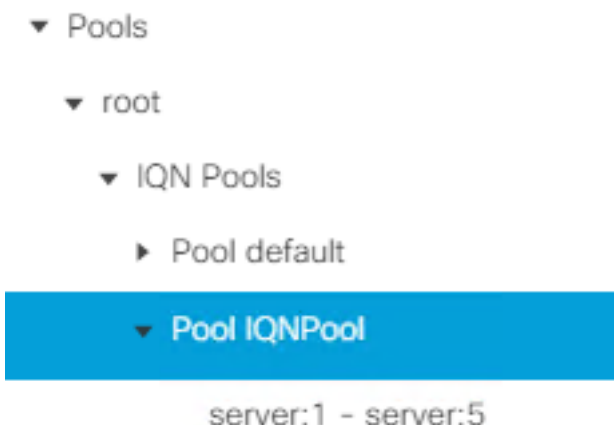 Pools
root
IQN Pools
Pool default
Pool IQNPool
server:1 - server:5